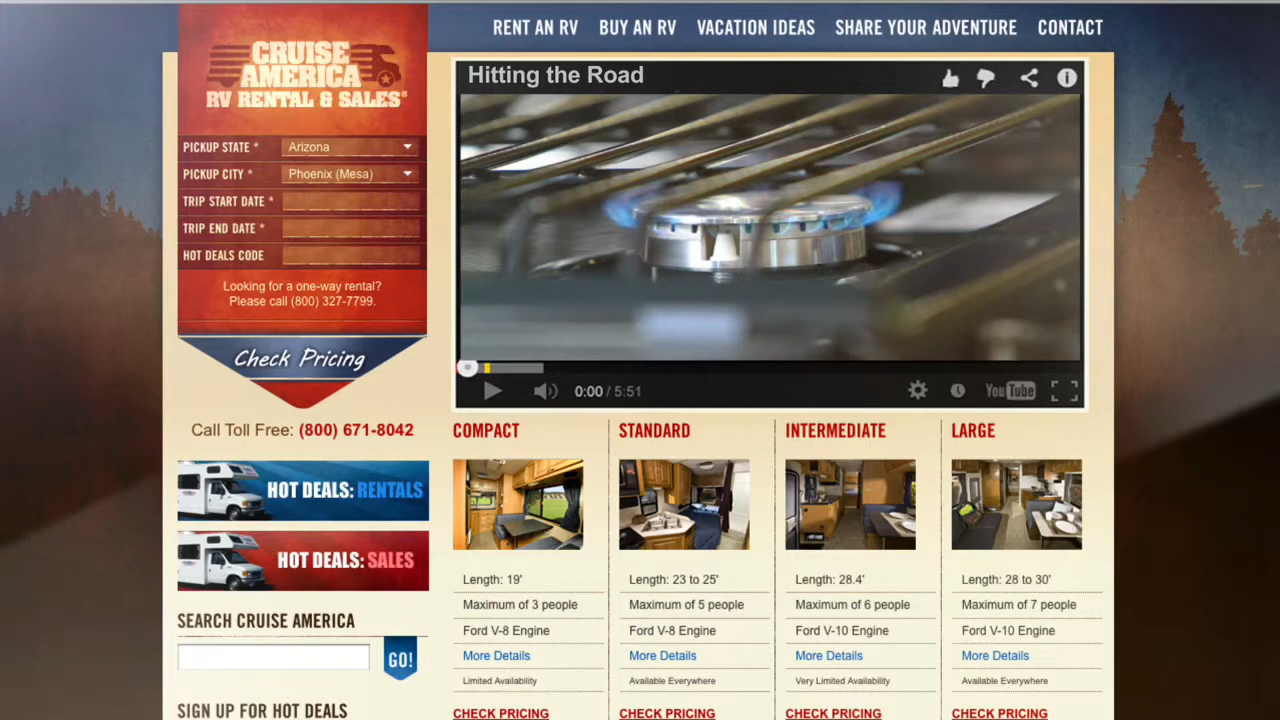 RENT AN RV BUY AN RV VACATION IDEAS SHARE YOUR ADVENTURE CONTACT
CRUISE
AMERICA
RV RENTAL & SALES®
PICKUP STATE * Arizona
PICKUP CITY * Phoenix (Mesa)
TRIP START DATE *
TRIP END DATE *
HOT DEALS CODE
Looking for a one-way rental?
Please call (800) 327-7799.
Check Pricing
Call Toll Free: (800) 671-8042
HOT DEALS: RENTALS
HOT DEALS: SALES
SEARCH CRUISE AMERICA
GO!
SIGN UP FOR HOT DEALS
Hitting the Road
0:00 / 5:51
YouTube
COMPACT STANDARD INTERMEDIATE LARGE
Length: 19' Length: 23 to 25' Length: 28.4' Length: 28 to 30'
Maximum of 3 people Maximum of 5 people Maximum of 6 people Maximum of 7 people
Ford V-8 Engine Ford V-8 Engine Ford V-10 Engine Ford V-10 Engine
More Details More Details More Details More Details
Limited Availability Available Everywhere Very Limited Availability Available Everywhere
CHECK PRICING CHECK PRICING CHECK PRICING CHECK PRICING